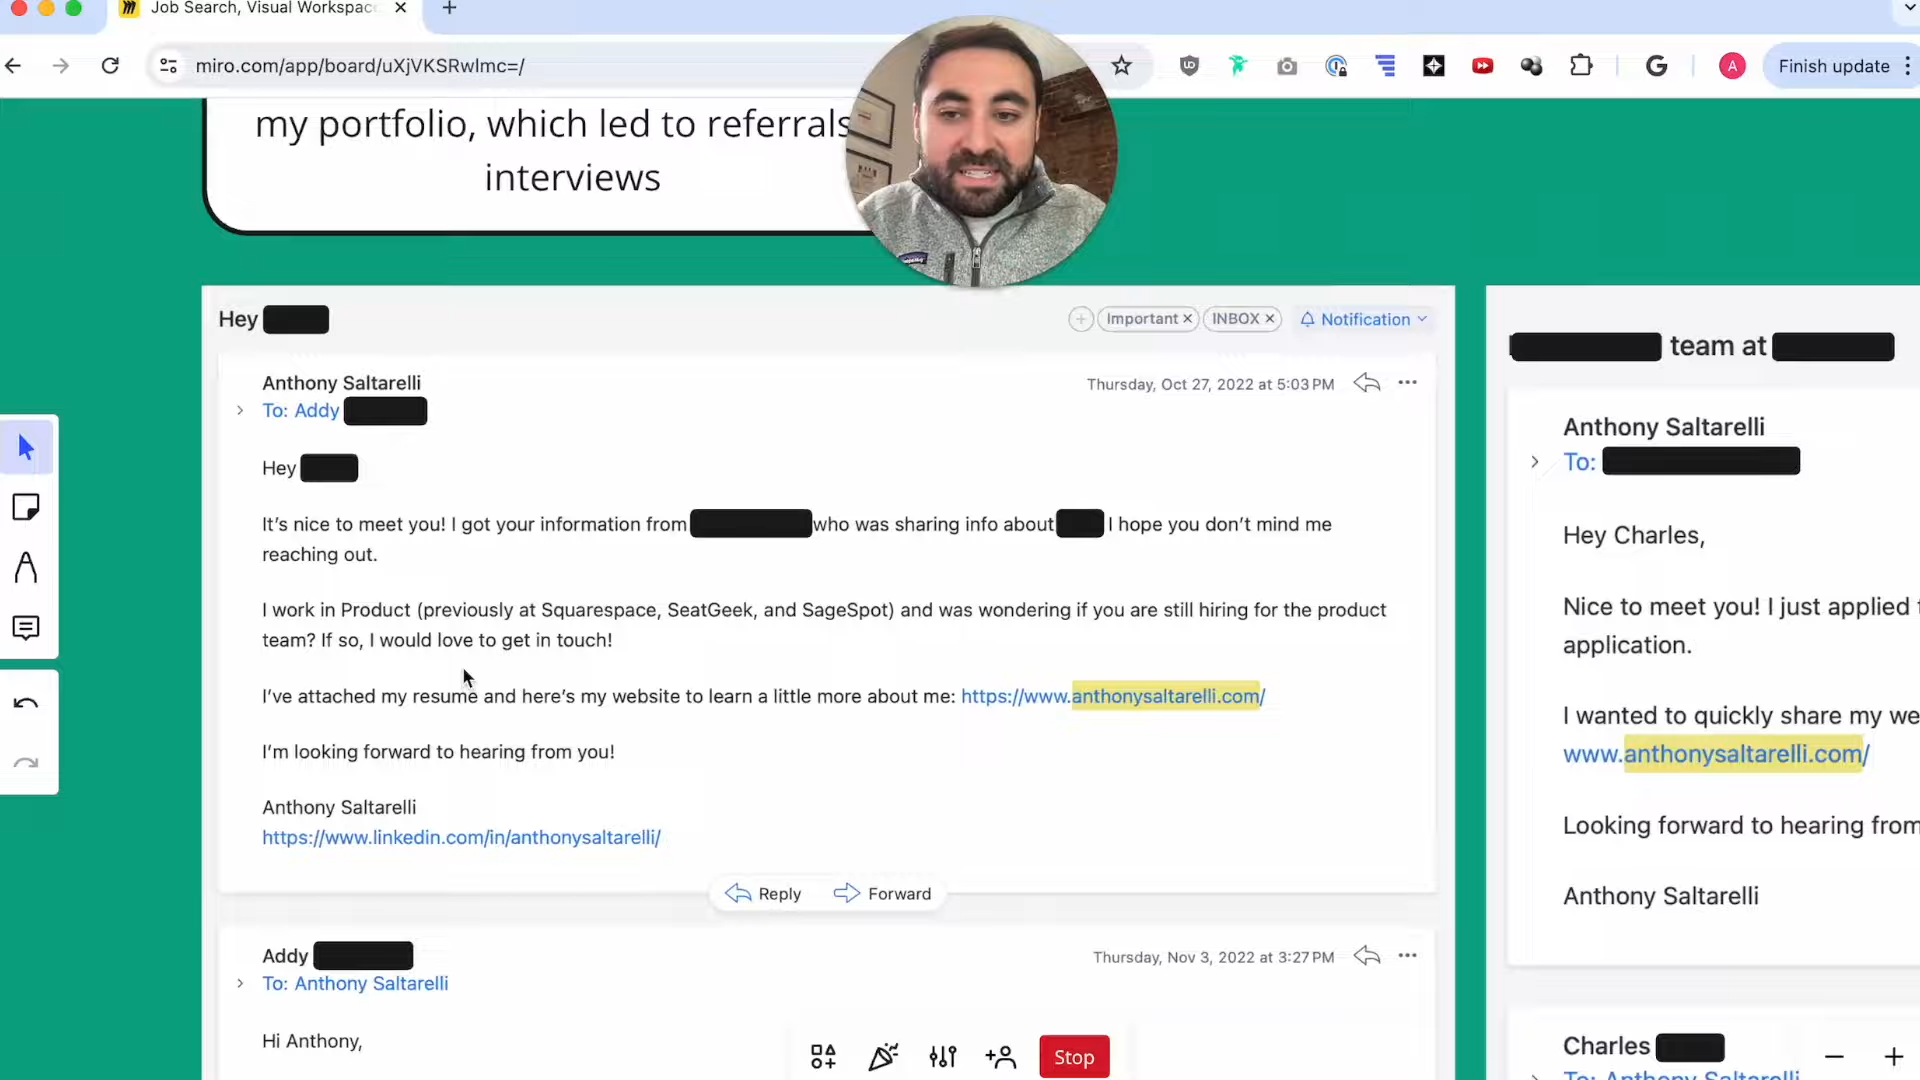 Job Search, Visual Workspace
miro.com/app/board/uXjVKSRwlmc=/
Finish update
A
my portfolio, which led to referrals
interviews
Hey
Important
INBOX
Notification
Anthony Saltarelli
Thursday, Oct 27, 2022 at 5:03 PM
To: Addy
Hey
It's nice to meet you! I got your information from who was sharing info about I hope you don't mind me
reaching out.
I work in Product (previously at Squarespace, SeatGeek, and SageSpot) and was wondering if you are still hiring for the product
team? If so, I would love to get in touch!
I've attached my resume and here's my website to learn a little more about me: https://www.anthonysaltarelli.com/
I'm looking forward to hearing from you!
Anthony Saltarelli
https://www.linkedin.com/in/anthonysaltarelli/
Reply
Forward
Addy
Thursday, Nov 3, 2022 at 3:27 PM
To: Anthony Saltarelli
Hi Anthony,
Stop
team at
Anthony Saltarelli
To:
Hey Charles,
Nice to meet you! I just applied
application.
I wanted to quickly share my we
www.anthonysaltarelli.com/
Looking forward to hearing from
Anthony Saltarelli
Charles
To: Anthony Saltarelli